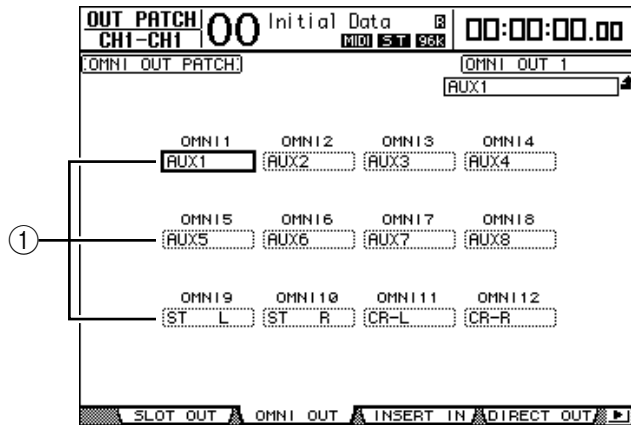 OUT PATCH 00 Initial Data R 00:00:00.00
CH1-CH1 MIDI ST 96k
OMNI OUT PATCH OMNI OUT 1
AUX1
OMNI1 OMNI2 OMNI3 OMNI4
AUX1 AUX2 AUX3 AUX4
OMNI5 OMNI6 OMNI7 OMNI8
① AUX5 AUX6 AUX7 AUX8
OMNI9 OMNI10 OMNI11 OMNI12
ST L ST R CR-L CR-R
SLOT OUT OMNI OUT INSERT IN DIRECT OUT